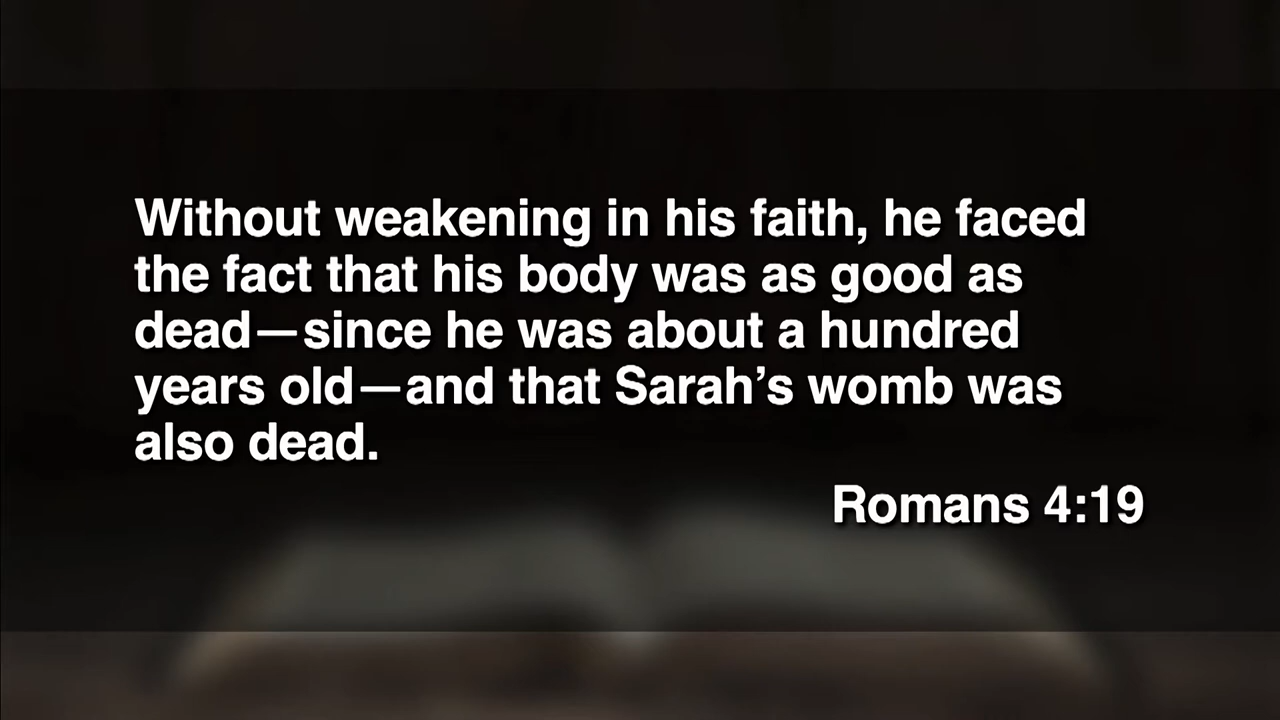 Without weakening in his faith, he faced
the fact that his body was as good as
dead—since he was about a hundred
years old—and that Sarah’s womb was
also dead.
Romans 4:19